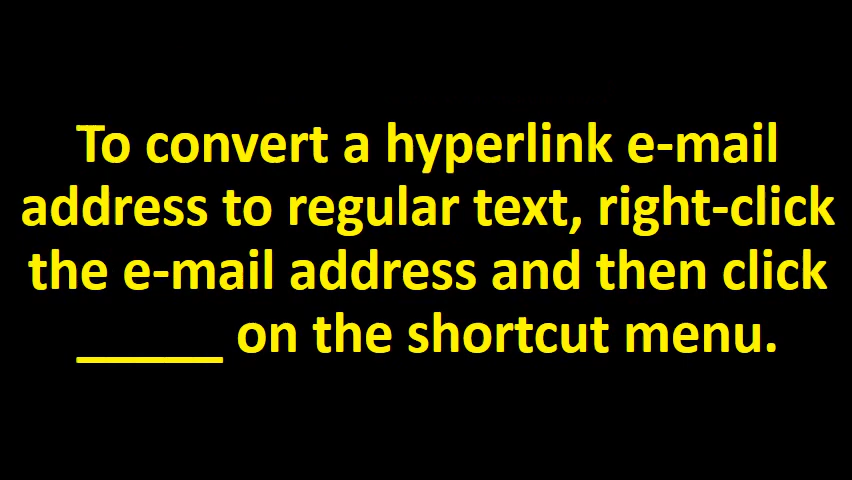 To convert a hyperlink e-mail
address to regular text, right-click
the e-mail address and then click
_____ on the shortcut menu.